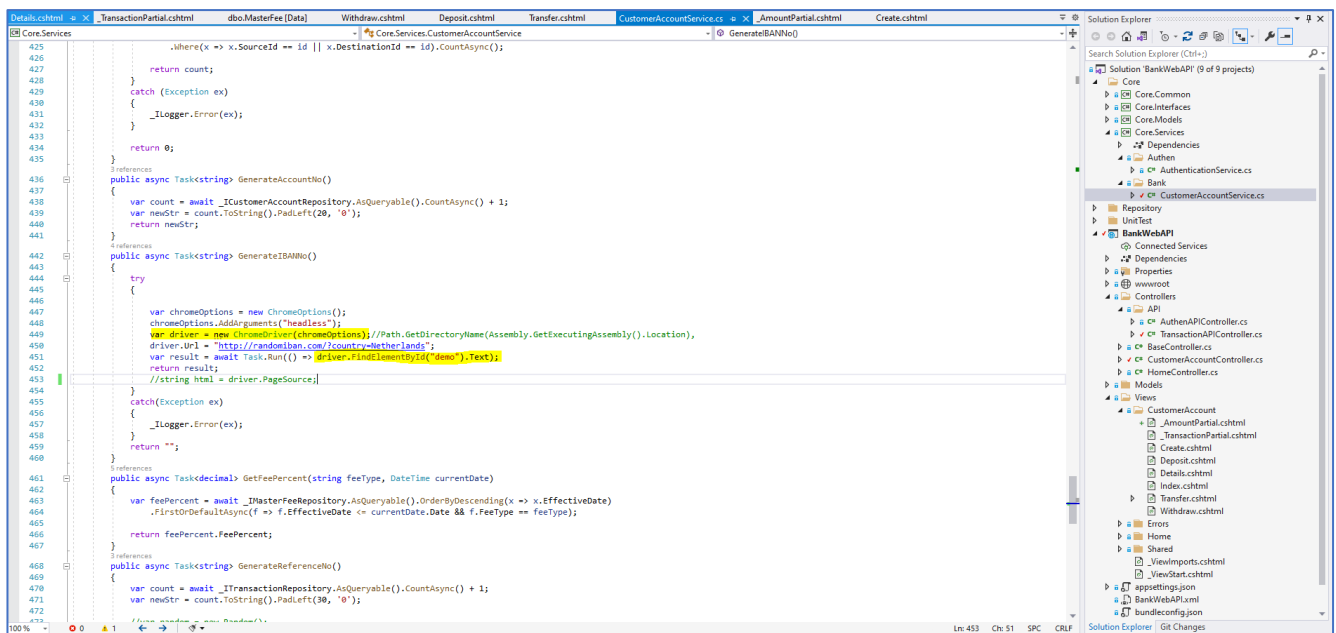 Details.cshtml _TransactionPartial.cshtml dbo.MasterFee [Data] Withdraw.cshtml Deposit.cshtml Transfer.cshtml CustomerAccountService.cs _AmountPartial.cshtml Create.cshtml
Core.Services Core.Services.CustomerAccountService GenerateIBANNo()
425 .Where(x => x.SourceId == id || x.DestinationId == id).CountAsync();
426
427 return count;
428 }
429 catch (Exception ex)
430 {
431 _ILogger.Error(ex);
432 }
433
434 return 0;
435 }
3 references
436 public async Task<string> GenerateAccountNo()
437 {
438 var count = await _ICustomerAccountRepository.AsQueryable().CountAsync() + 1;
439 var newStr = count.ToString().PadLeft(20, '0');
440 return newStr;
441 }
4 references
442 public async Task<string> GenerateIBANNo()
443 {
444 try
445 {
446
447 var chromeOptions = new ChromeOptions();
448 chromeOptions.AddArguments("headless");
449 var driver = new ChromeDriver(chromeOptions);//Path.GetDirectoryName(Assembly.GetExecutingAssembly().Location),
450 driver.Url = "http://randomiban.com/?country=Netherlands";
451 var result = await Task.Run(() => driver.FindElementById("demo").Text);
452 return result;
453 //string html = driver.PageSource;
454 }
455 catch(Exception ex)
456 {
457 _ILogger.Error(ex);
458 }
459 return "";
460 }
5 references
461 public async Task<decimal> GetFeePercent(string feeType, DateTime currentDate)
462 {
463 var feePercent = await _IMasterFeeRepository.AsQueryable().OrderByDescending(x => x.EffectiveDate)
464 .FirstOrDefaultAsync(f => f.EffectiveDate <= currentDate.Date && f.FeeType == feeType);
465
466 return feePercent.FeePercent;
467 }
3 references
468 public async Task<string> GenerateReferenceNo()
469 {
470 var count = await _ITransactionRepository.AsQueryable().CountAsync() + 1;
471 var newStr = count.ToString().PadLeft(30, '0');
472
473 //var random = new Random();
100 % 0 1 Ln: 453 Ch: 51 SPC CRLF
Solution Explorer
Search Solution Explorer (Ctrl+;)
Solution 'BankWebAPI' (9 of 9 projects)
Core
Core.Common
Core.Interfaces
Core.Models
Core.Services
Dependencies
Authen
C# AuthenticationService.cs
Bank
C# CustomerAccountService.cs
Repository
UnitTest
BankWebAPI
Connected Services
Dependencies
Properties
wwwroot
Controllers
API
C# AuthenAPIController.cs
C# TransactionAPIController.cs
C# BaseController.cs
C# CustomerAccountController.cs
C# HomeController.cs
Models
Views
CustomerAccount
_AmountPartial.cshtml
_TransactionPartial.cshtml
Create.cshtml
Deposit.cshtml
Details.cshtml
Index.cshtml
Transfer.cshtml
Withdraw.cshtml
Errors
Home
Shared
_ViewImports.cshtml
_ViewStart.cshtml
appsettings.json
BankWebAPI.xml
bundleconfig.json
Solution Explorer Git Changes